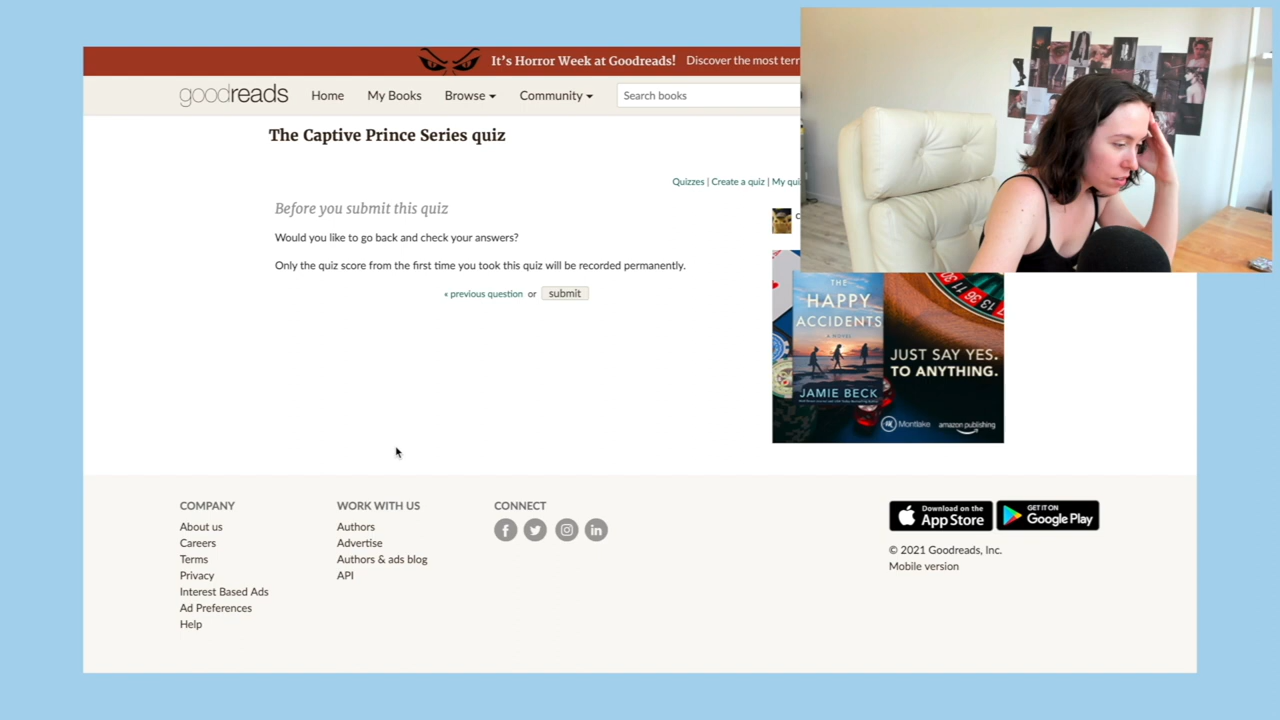 It's Horror Week at Goodreads! Discover the most terr
goodreads Home My Books Browse Community Search books
The Captive Prince Series quiz
Quizzes | Create a quiz | My qui
Before you submit this quiz
Would you like to go back and check your answers?
Only the quiz score from the first time you took this quiz will be recorded permanently.
« previous question or submit
THE
HAPPY
ACCIDENTS
A NOVEL
JAMIE BECK
JUST SAY YES.
TO ANYTHING.
Montlake amazon publishing
COMPANY
About us
Careers
Terms
Privacy
Interest Based Ads
Ad Preferences
Help
WORK WITH US
Authors
Advertise
Authors & ads blog
API
CONNECT
Download on the
App Store
GET IT ON
Google Play
© 2021 Goodreads, Inc.
Mobile version